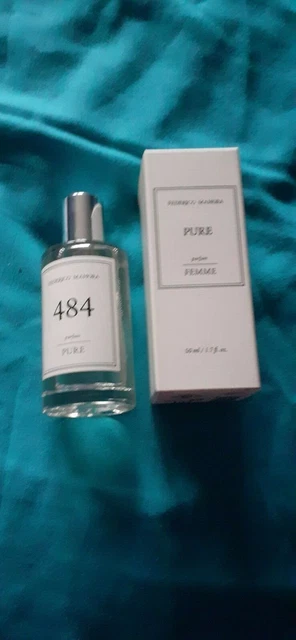 FEDERICO MAHORA
484
parfum
PURE
FEDERICO MAHORA
PURE
parfum
FEMME
50 ml / 1.7 fl. oz.